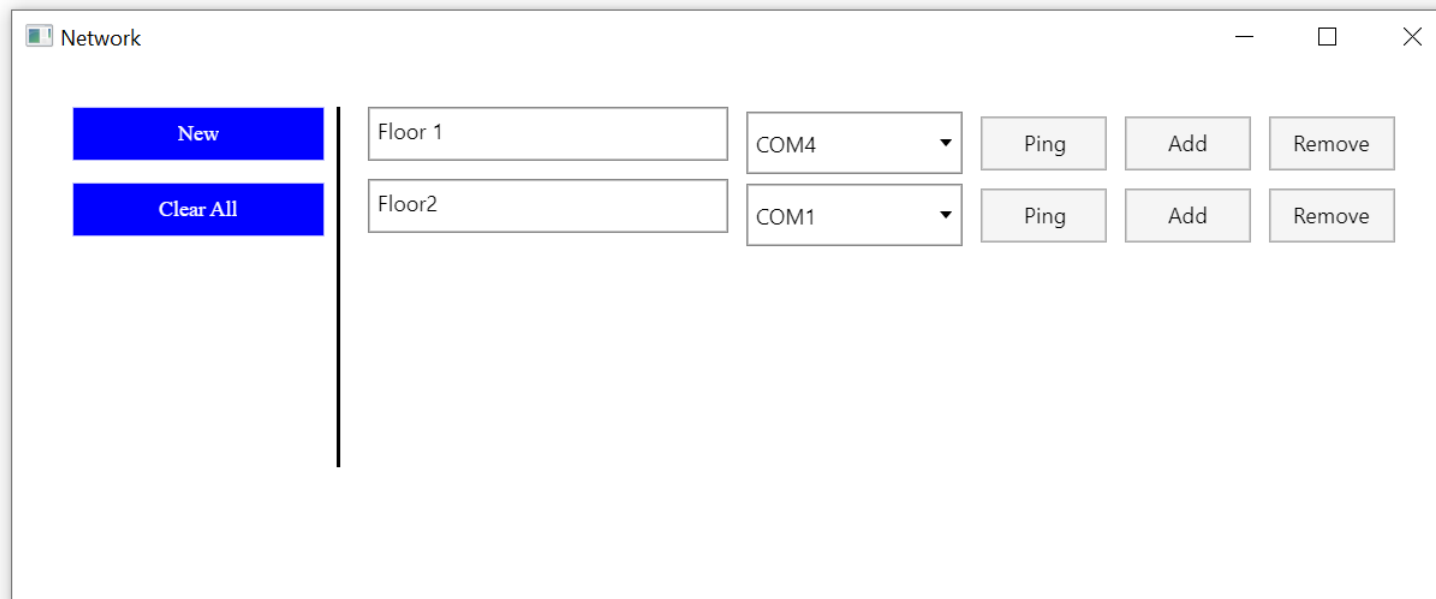 Network
New
Floor 1
COM4
Ping
Add
Remove
Clear All
Floor2
COM1
Ping
Add
Remove